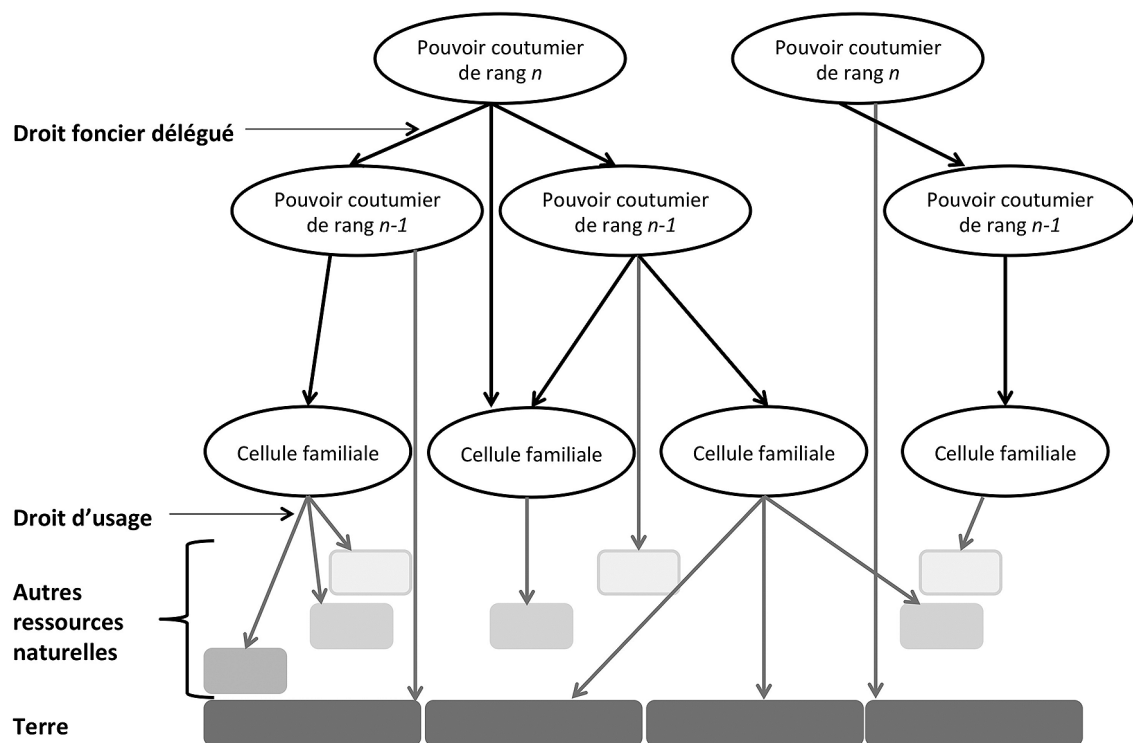 Pouvoir coutumier
de rang n
Pouvoir coutumier
de rang n
Droit foncier délégué
Pouvoir coutumier
de rang n-1
Pouvoir coutumier
de rang n-1
Pouvoir coutumier
de rang n-1
Cellule familiale
Cellule familiale
Cellule familiale
Cellule familiale
Droit d’usage
Autres
ressources
naturelles
Terre